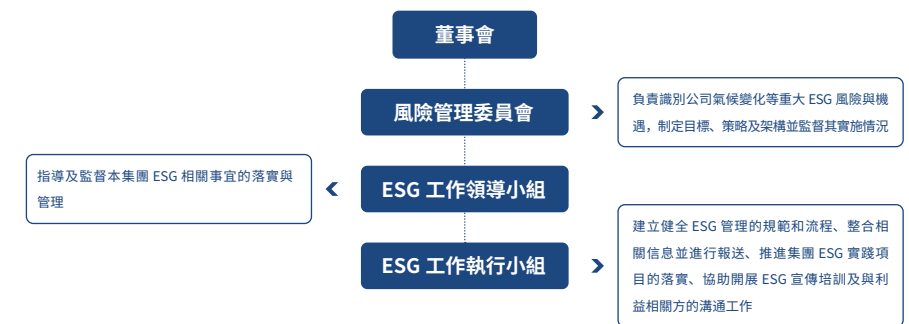 董事會
風險管理委員會
負責識別公司氣候變化等重大 ESG 風險與機
遇，制定目標、策略及架構並監督其實施情況
ESG 工作領導小組
指導及監督本集團 ESG 相關事宜的落實與
管理
ESG 工作執行小組
建立健全 ESG 管理的規範和流程、整合相
關信息並進行報送、推進集團 ESG 實踐項
目的落實、協助開展 ESG 宣傳培訓及與利
益相關方的溝通工作